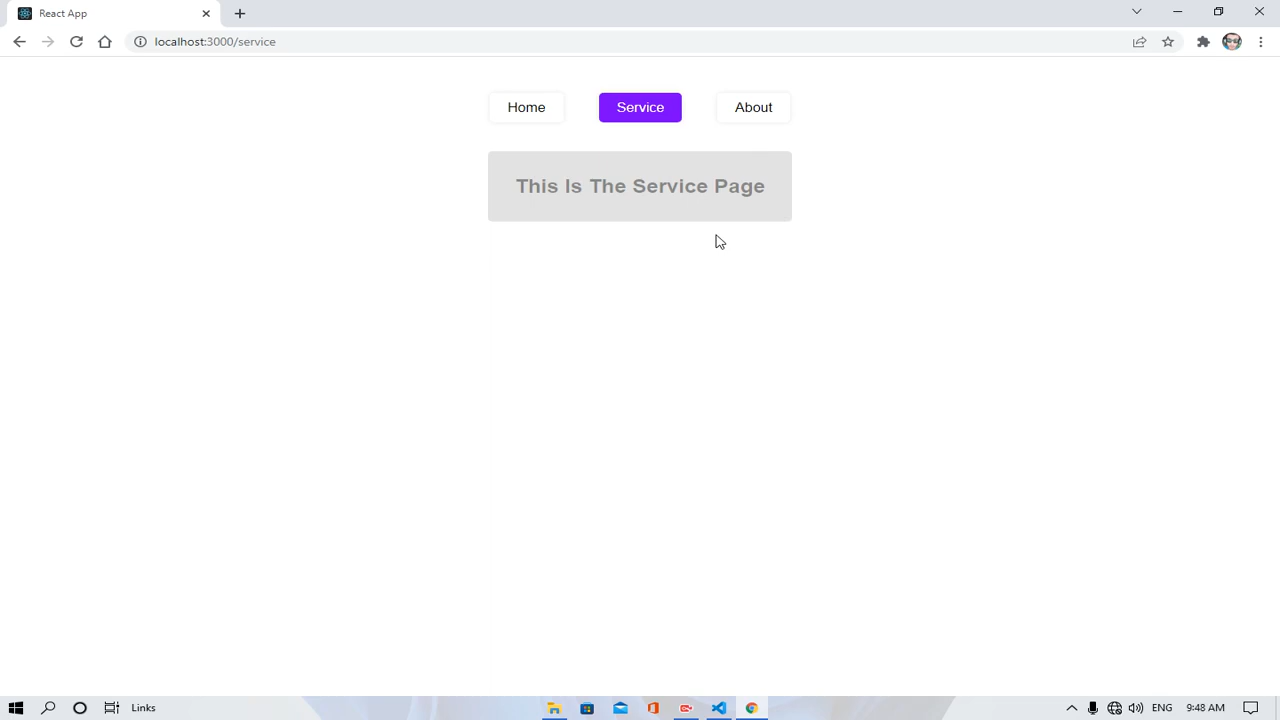 React App
localhost:3000/service
Home
Service
About
This Is The Service Page
Links
ENG
9:48 AM